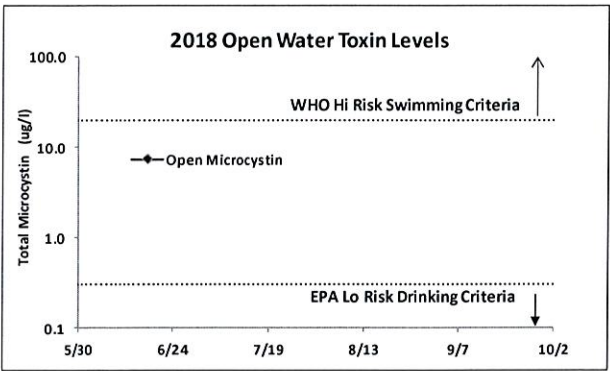 2018 Open Water Toxin Levels
100.0
WHO Hi Risk Swimming Criteria
10.0
Open Microcystin
Total Microcystin (ug/l)
1.0
EPA Lo Risk Drinking Criteria
0.1
5/30 6/24 7/19 8/13 9/7 10/2